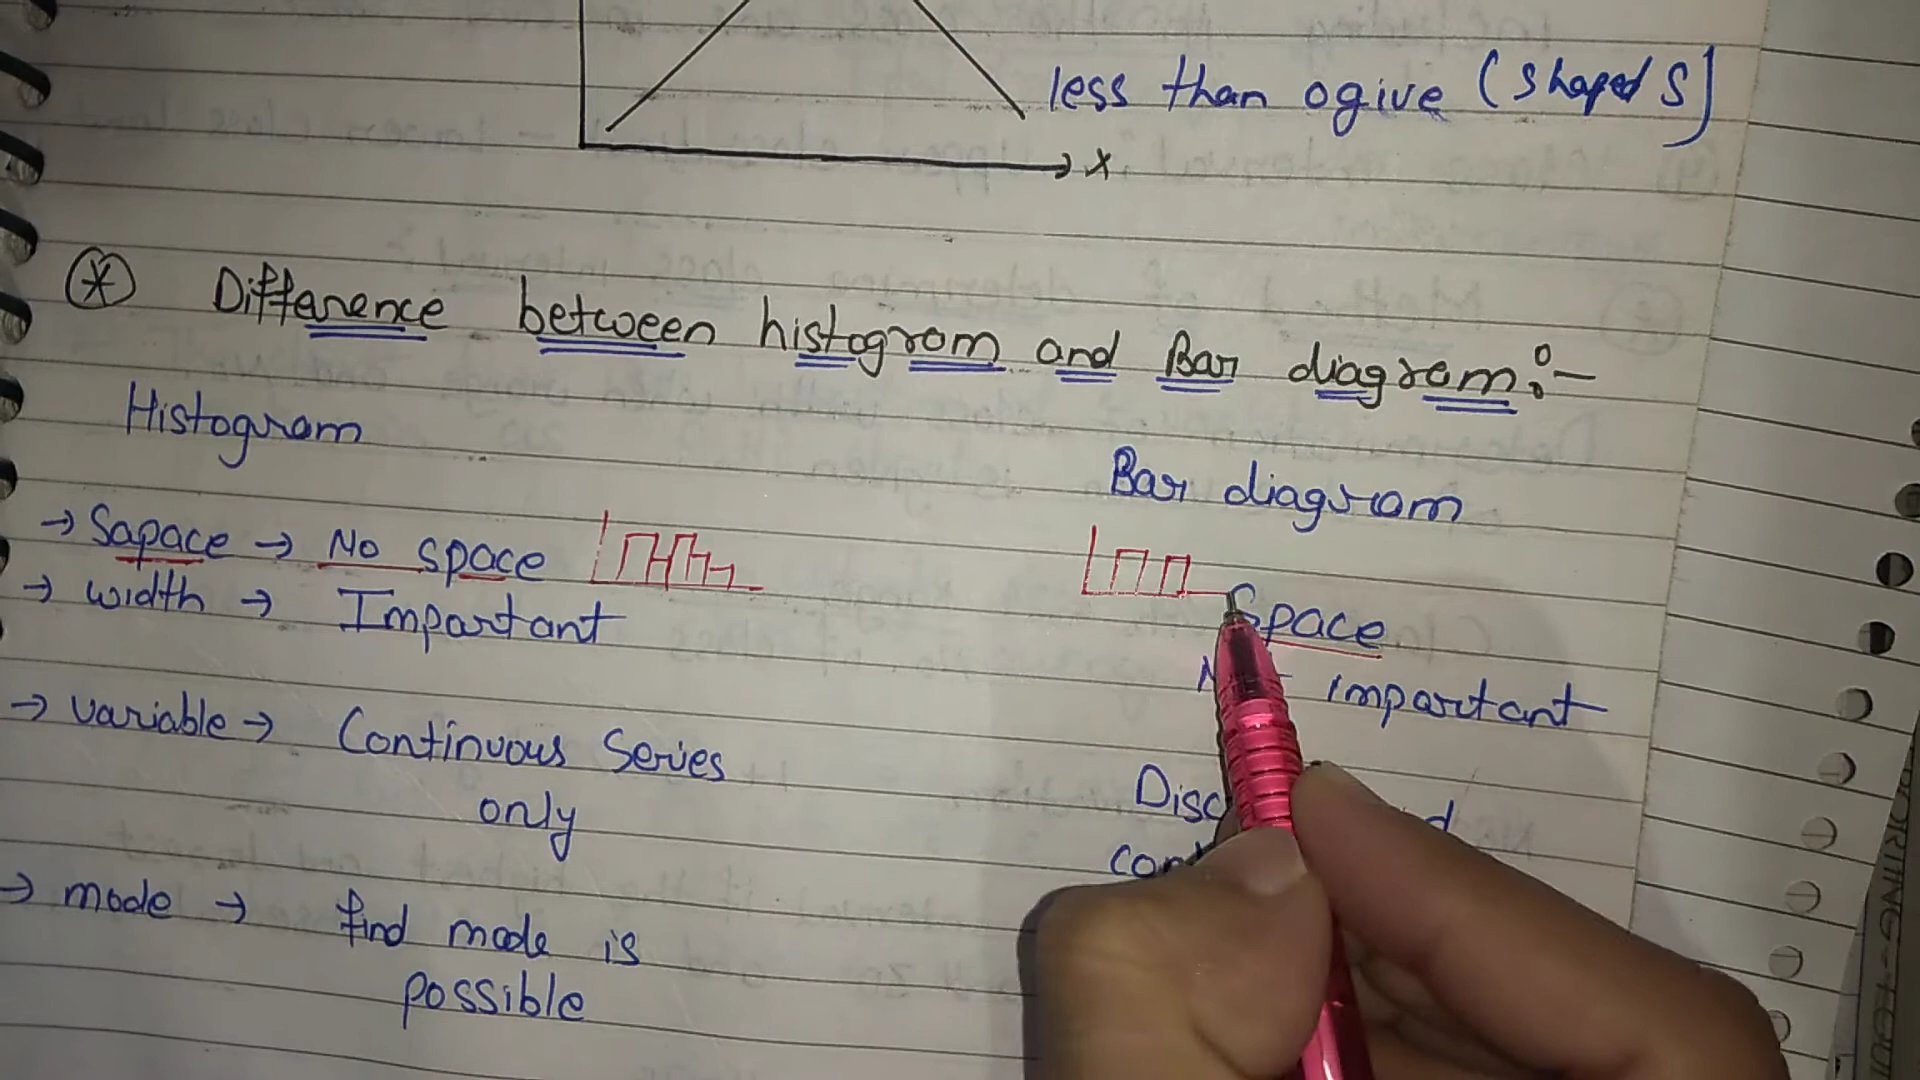 less than ogive (shaped S)
x
* Difference between histogram and Bar diagram:-
Histogram
Bar diagram
→ Sapace → No space
Space
→ width → Important
important
→ variable → Continuous Series
only
→ mode → find mode is
possible